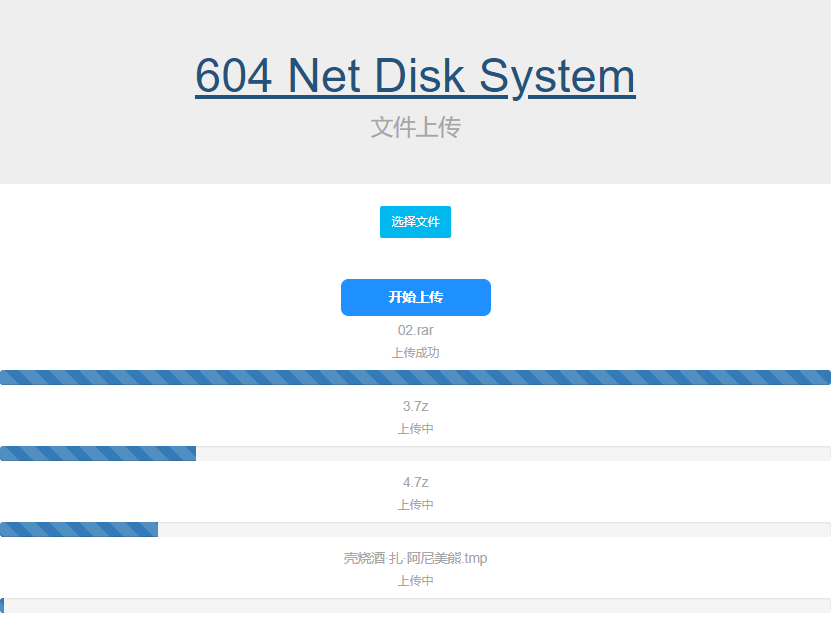 604 Net Disk System
文件上传
选择文件
开始上传
02.rar
上传成功
3.7z
上传中
4.7z
上传中
壳烧酒·扎·阿尼美熊.tmp
上传中